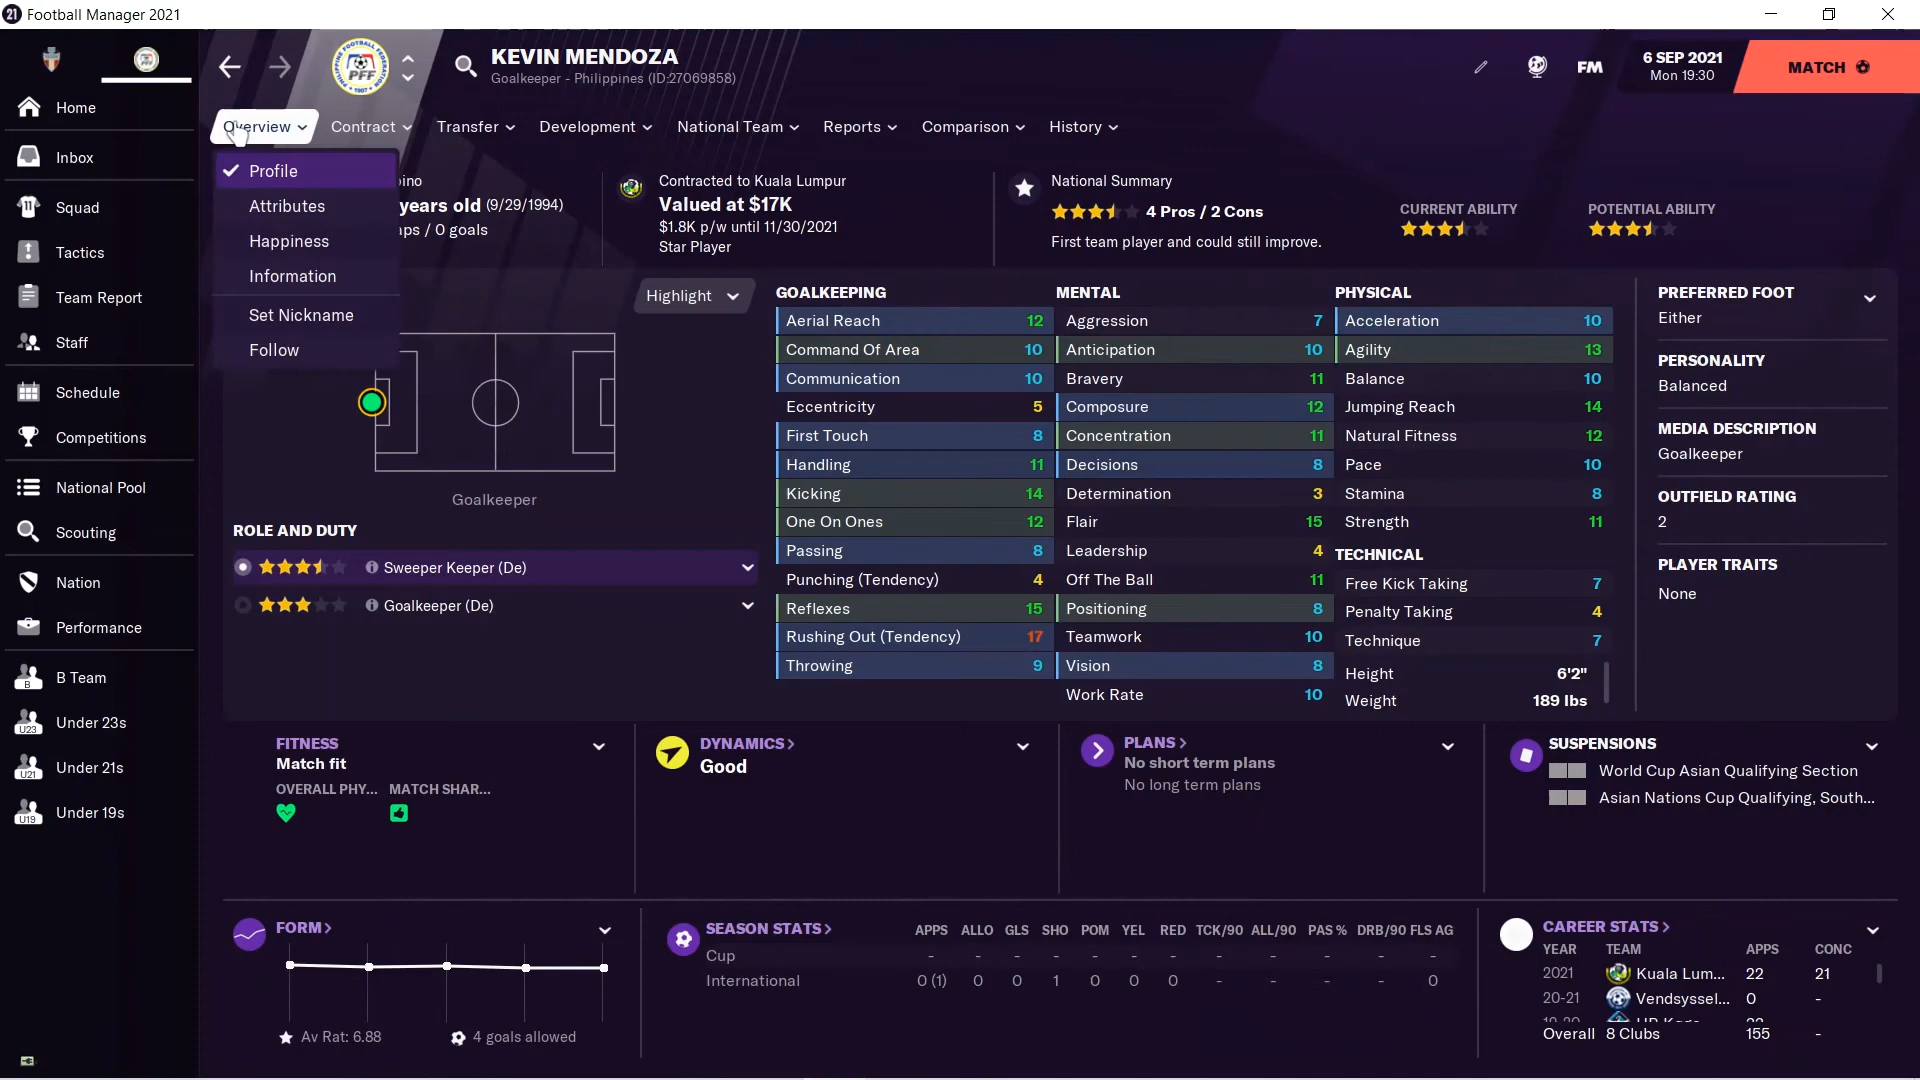 21 Football Manager 2021
KEVIN MENDOZA
Goalkeeper - Philippines (ID:27069858)
FM
6 SEP 2021
Mon 19:30
MATCH
Home
Inbox
Squad
Tactics
Team Report
Staff
Schedule
Competitions
National Pool
Scouting
Nation
Performance
B Team
Under 23s
Under 21s
Under 19s
Overview
Contract
Transfer
Development
National Team
Reports
Comparison
History
Profile
Attributes
Happiness
Information
Set Nickname
Follow
years old (9/29/1994)
/ 0 goals
Contracted to Kuala Lumpur
Valued at $17K
$1.8K p/w until 11/30/2021
Star Player
National Summary
4 Pros / 2 Cons
First team player and could still improve.
CURRENT ABILITY
POTENTIAL ABILITY
Highlight
Goalkeeper
ROLE AND DUTY
Sweeper Keeper (De)
Goalkeeper (De)
GOALKEEPING
Aerial Reach 12
Command Of Area 10
Communication 10
Eccentricity 5
First Touch 8
Handling 11
Kicking 14
One On Ones 12
Passing 8
Punching (Tendency) 4
Reflexes 15
Rushing Out (Tendency) 17
Throwing 9
MENTAL
Aggression 7
Anticipation 10
Bravery 11
Composure 12
Concentration 11
Decisions 8
Determination 3
Flair 15
Leadership 4
Off The Ball 11
Positioning 8
Teamwork 10
Vision 8
Work Rate 10
PHYSICAL
Acceleration 10
Agility 13
Balance 10
Jumping Reach 14
Natural Fitness 12
Pace 10
Stamina 8
Strength 11
TECHNICAL
Free Kick Taking 7
Penalty Taking 4
Technique 7
Height 6'2"
Weight 189 lbs
PREFERRED FOOT
Either
PERSONALITY
Balanced
MEDIA DESCRIPTION
Goalkeeper
OUTFIELD RATING
2
PLAYER TRAITS
None
FITNESS
Match fit
OVERALL PHY... MATCH SHAR...
DYNAMICS>
Good
PLANS>
No short term plans
No long term plans
SUSPENSIONS
World Cup Asian Qualifying Section
Asian Nations Cup Qualifying, South...
FORM>
Av Rat: 6.88 4 goals allowed
SEASON STATS> APPS ALLO GLS SHO POM YEL RED TCK/90 ALL/90 PAS % DRB/90 FLS AG
Cup - - - - - - - - - - - -
International 0 (1) 0 0 1 0 0 0 - - - - 0
CAREER STATS>
YEAR TEAM APPS CONC
2021 Kuala Lum... 22 21
20-21 Vendsyssel... 0 -
Overall 8 Clubs 155 -